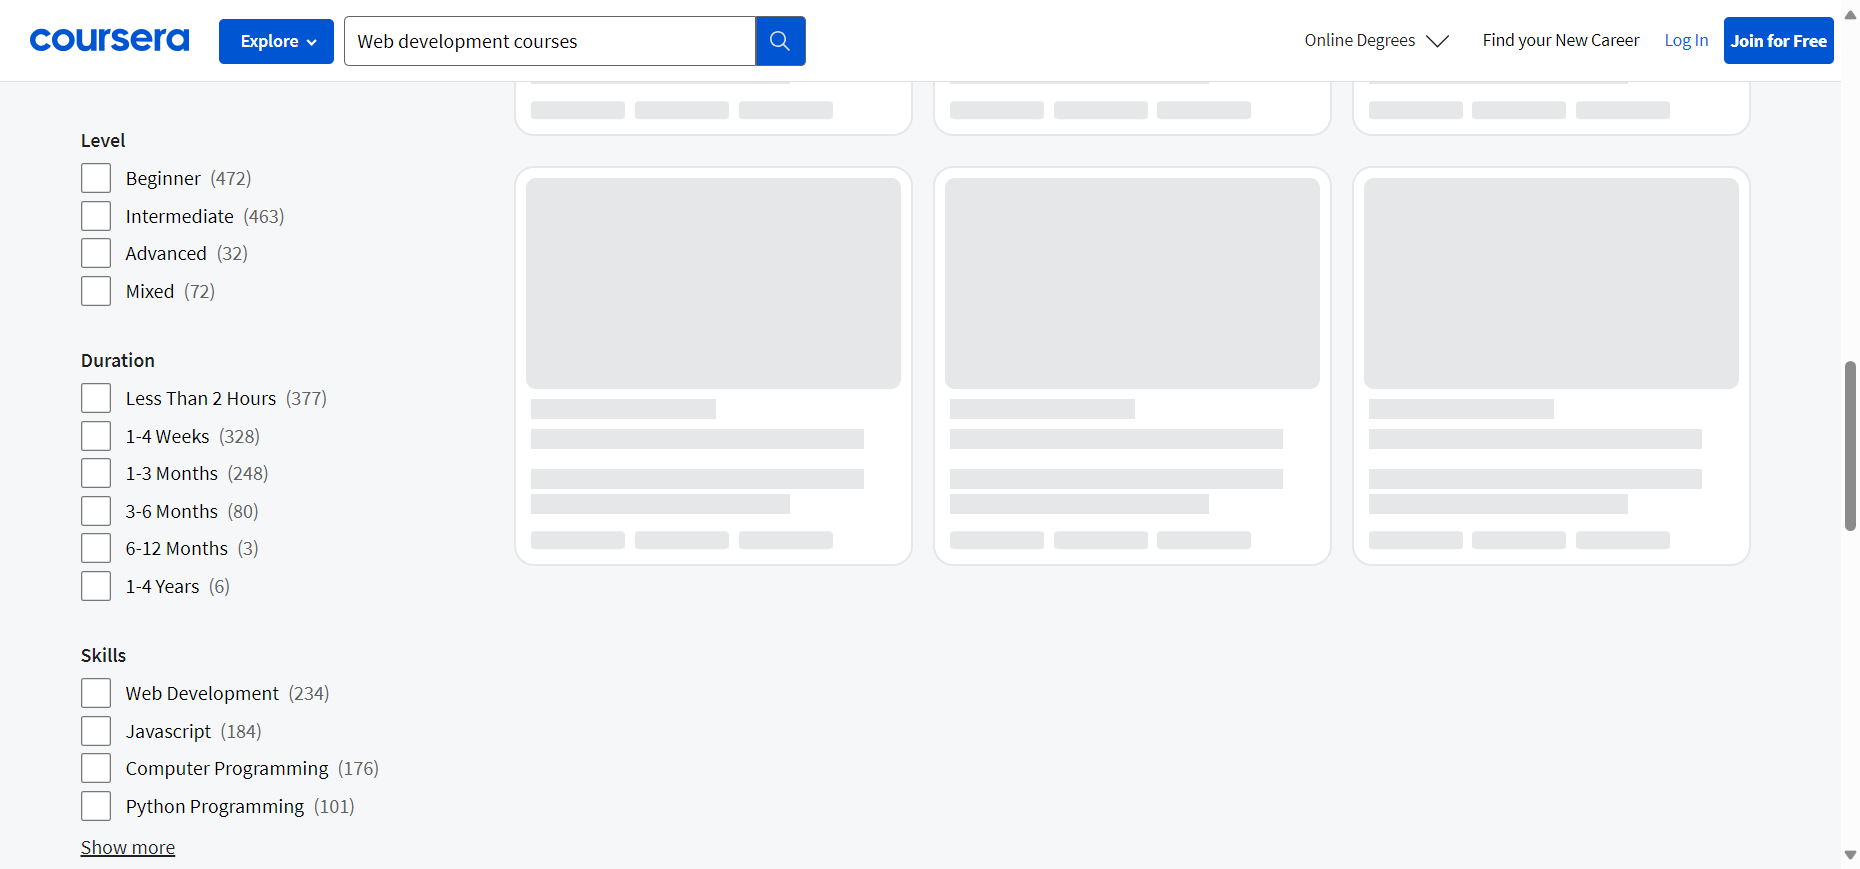 coursera
Explore
Web development courses
Online Degrees
Find your New Career
Log In
Join for Free
Level
Beginner (472)
Intermediate (463)
Advanced (32)
Mixed (72)
Duration
Less Than 2 Hours (377)
1-4 Weeks (328)
1-3 Months (248)
3-6 Months (80)
6-12 Months (3)
1-4 Years (6)
Skills
Web Development (234)
Javascript (184)
Computer Programming (176)
Python Programming (101)
Show more